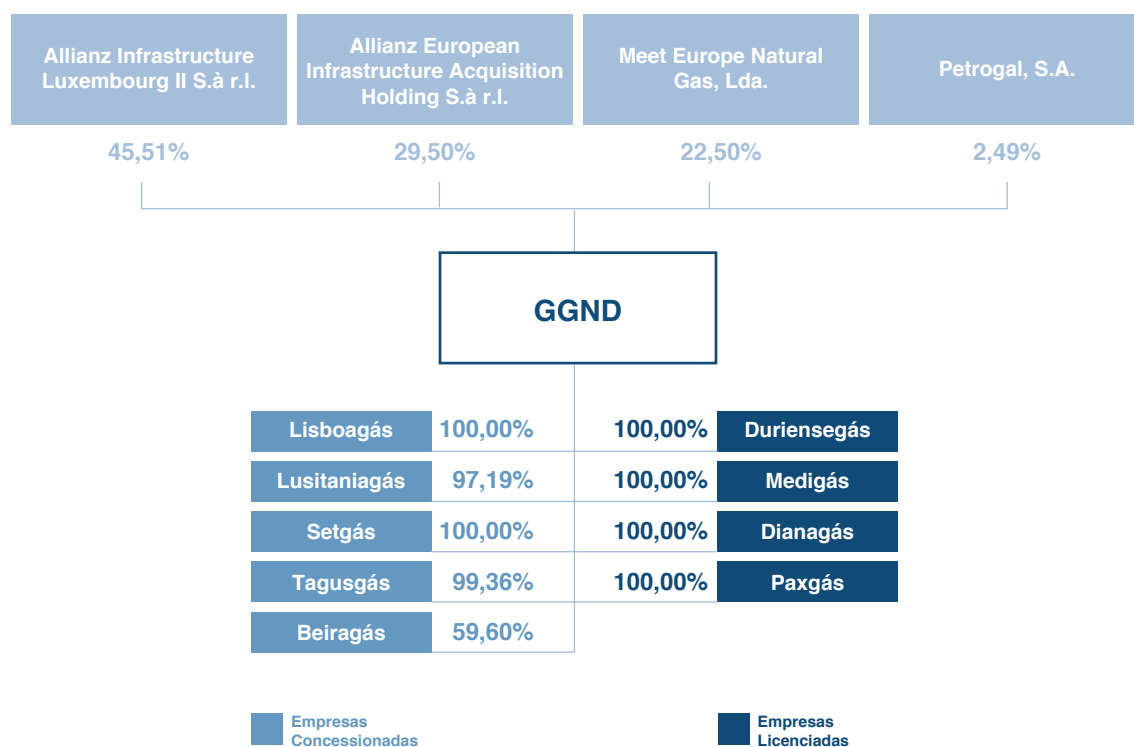 Allianz Infrastructure
Luxembourg II S.à r.l.
Allianz European
Infrastructure Acquisition
Holding S.à r.l.
Meet Europe Natural
Gas, Lda.
Petrogal, S.A.
45,51%
29,50%
22,50%
2,49%
GGND
Lisboagás 100,00%
100,00% Duriensegás
Lusitaniagás 97,19%
100,00% Medigás
Setgás 100,00%
100,00% Dianagás
Tagusgás 99,36%
100,00% Paxgás
Beiragás 59,60%
Empresas
Concessionadas
Empresas
Licenciadas